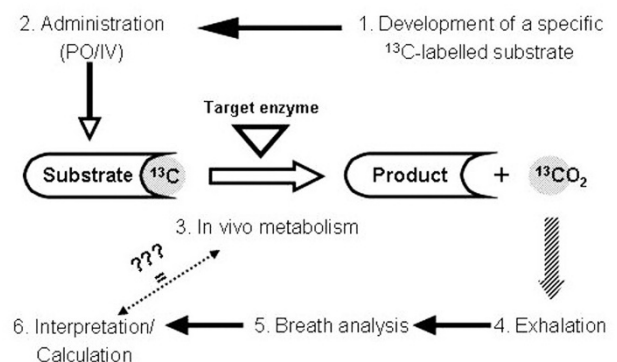 2. Administration
(PO/IV)
1. Development of a specific
¹³C-labelled substrate
Target enzyme
Substrate
¹³C
Product
+
¹³CO₂
3. In vivo metabolism
???
=
6. Interpretation/
Calculation
5. Breath analysis
4. Exhalation